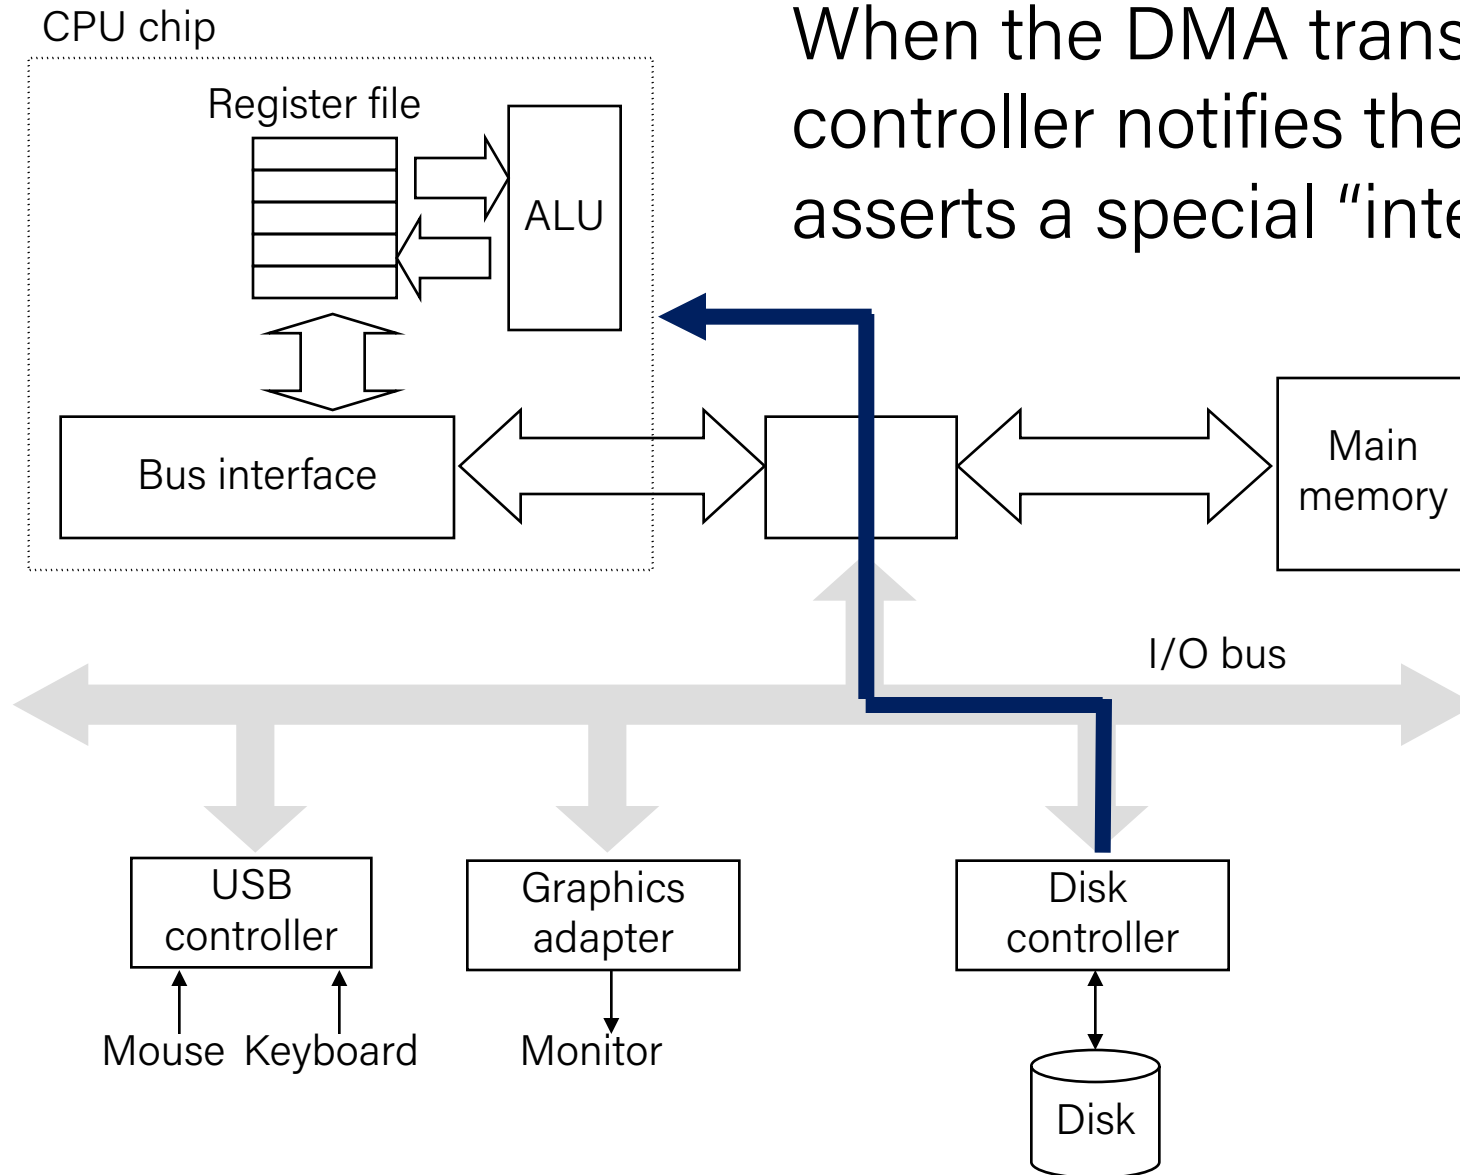 CPU chip
When the DMA trans
controller notifies the
asserts a special “inte
Register file
ALU
Bus interface
Main
memory
I/O bus
USB
controller
Graphics
adapter
Disk
controller
Mouse Keyboard
Monitor
Disk